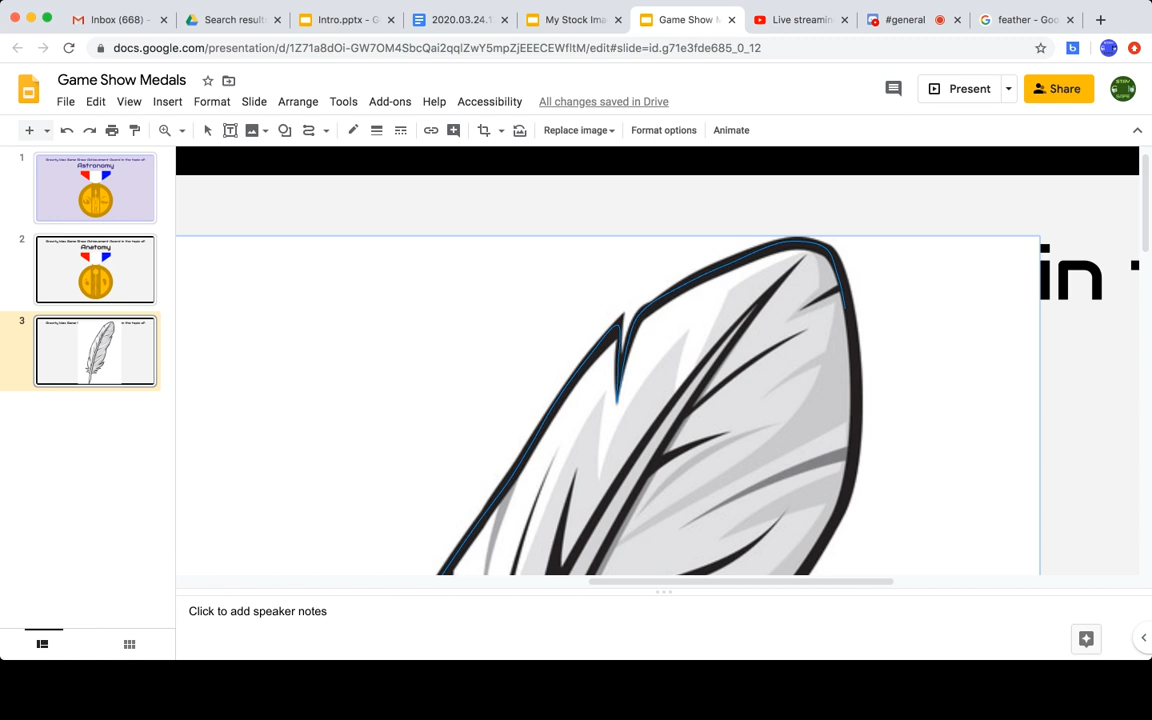 Inbox (668) -
Search result
Intro.pptx - G
2020.03.24.1
My Stock Ima
Game Show M
Live streamin
#general
feather - Goo
docs.google.com/presentation/d/1Z71a8dOi-GW7OM4SbcQai2qqlZwY5mpZjEEECEWfltM/edit#slide=id.g71e3fde685_0_12
Game Show Medals
File Edit View Insert Format Slide Arrange Tools Add-ons Help Accessibility All changes saved in Drive
Present
Share
Replace image
Format options
Animate
1
Astronomy
2
Anatomy
3
in
Click to add speaker notes